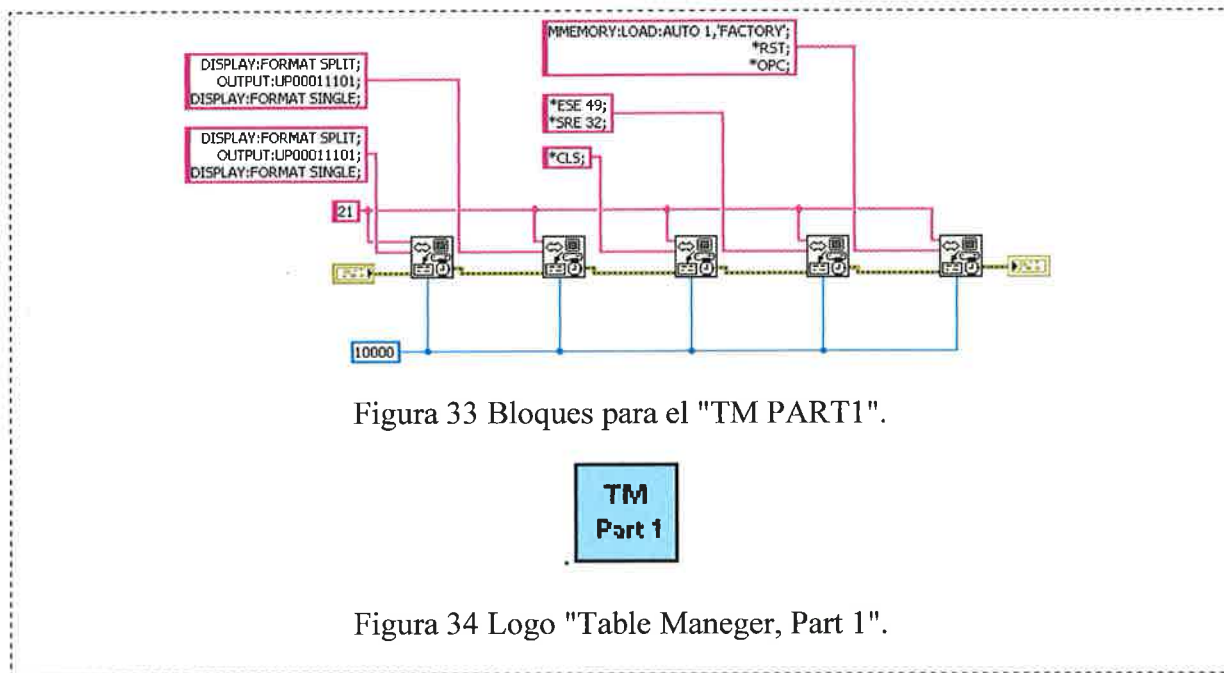 MMEMORY:LOAD:AUTO 1,'FACTORY';
*RST;
*OPC;
DISPLAY:FORMAT SPLIT;
OUTPUT:UP00011101;
DISPLAY:FORMAT SINGLE;
*ESE 49;
*SRE 32;
DISPLAY:FORMAT SPLIT;
OUTPUT:UP00011101;
DISPLAY:FORMAT SINGLE;
*CLS;
21
10000
Figura 33 Bloques para el "TM PART1".
TM
Part 1
Figura 34 Logo "Table Maneger, Part 1".